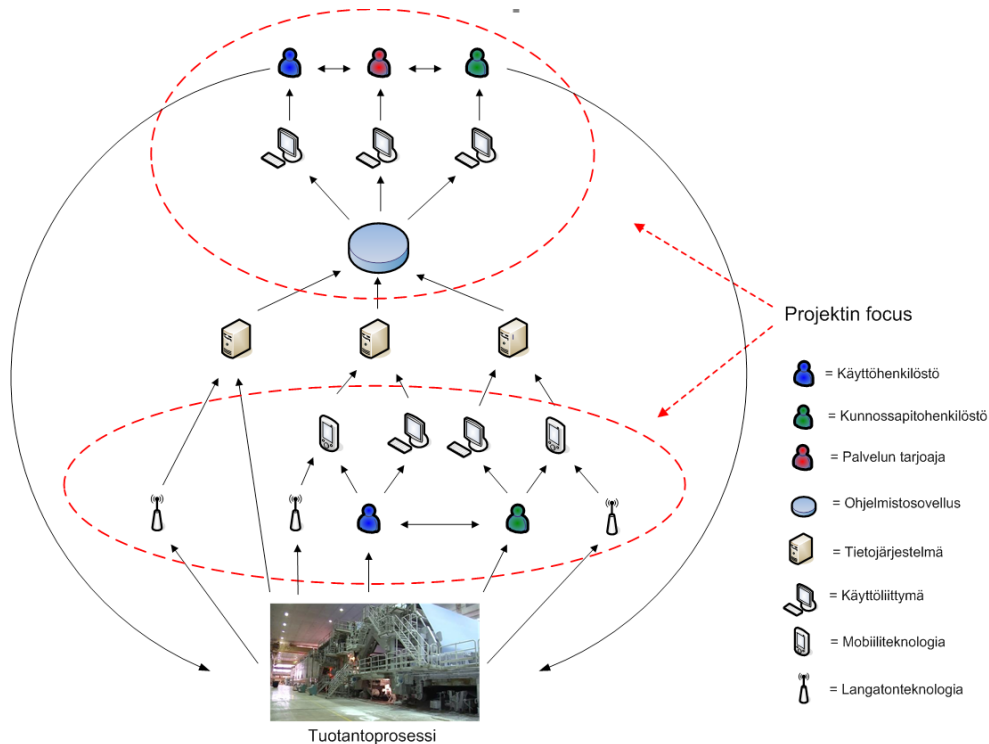 =
Projektin focus
= Käyttöhenkilöstö
= Kunnossapitohenkilöstö
= Palvelun tarjoaja
= Ohjelmistosovellus
= Tietojärjestelmä
= Käyttöliittymä
= Mobiiliteknologia
= Langatonteknologia
Tuotantoprosessi